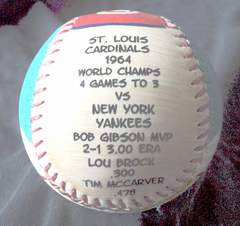 ST. LOUIS
CARDINALS
1964
WORLD CHAMPS
4 GAMES TO 3
VS
NEW YORK
YANKEES
BOB GIBSON MVP
2-1 3.00 ERA
LOU BROCK
.300
TIM MCCARVER
.478